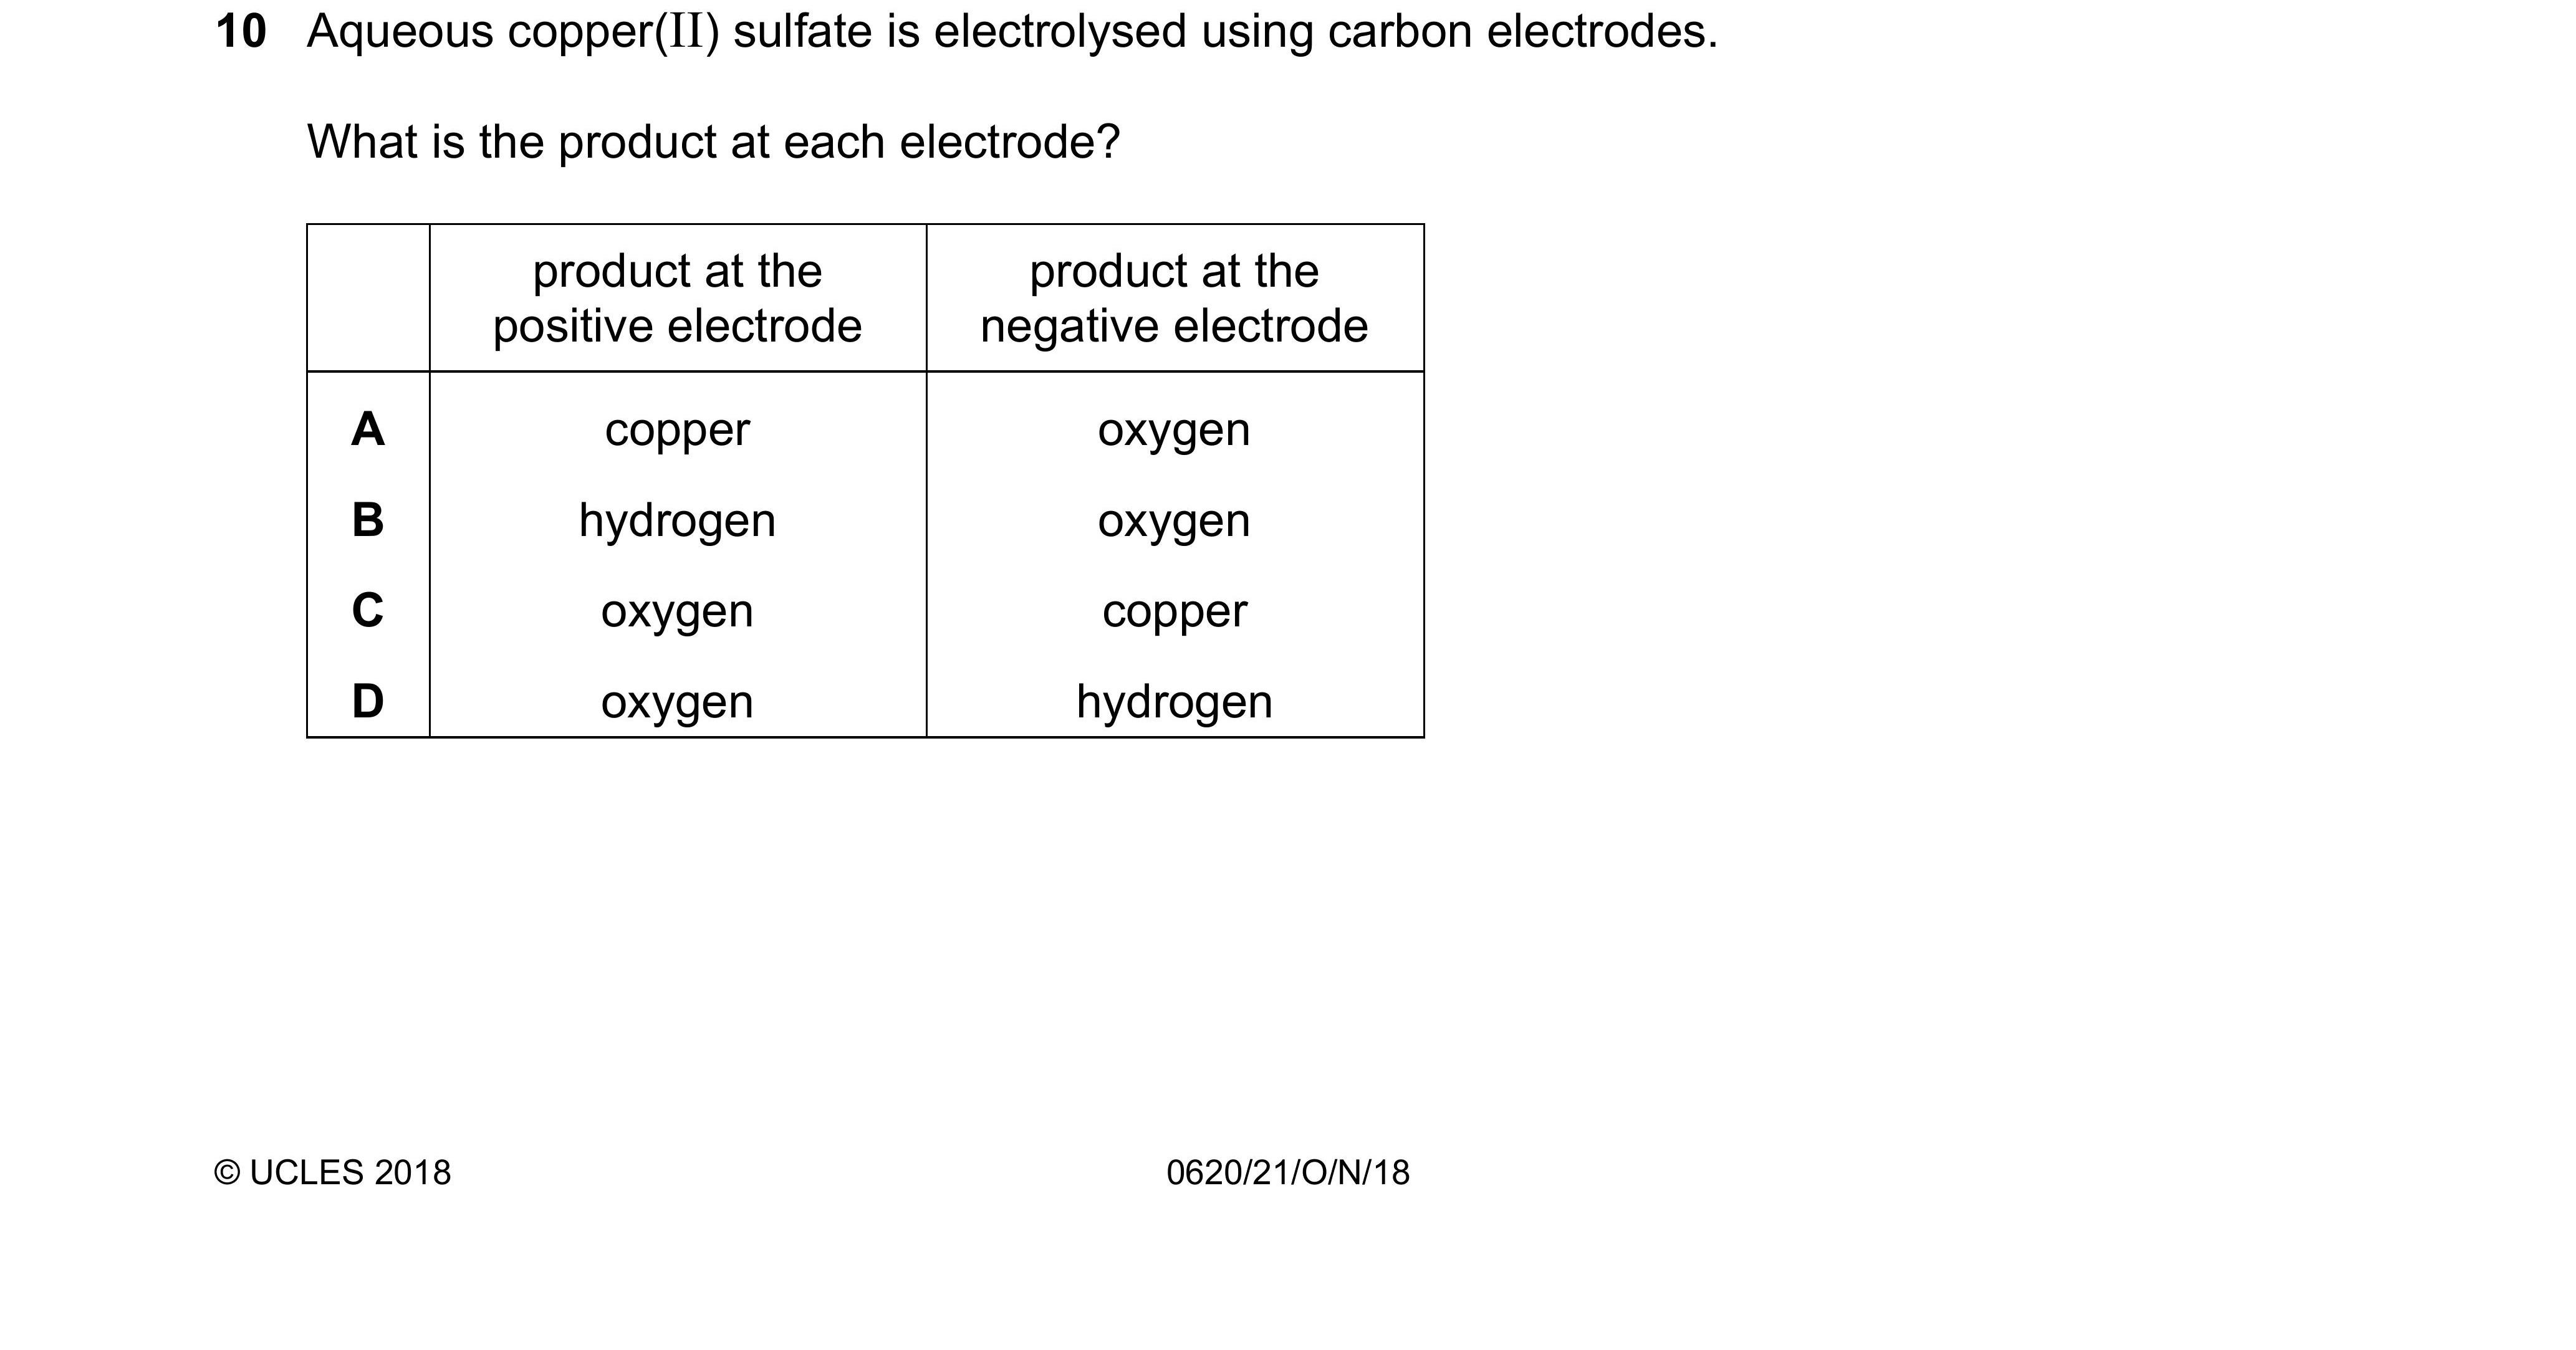 10 Aqueous copper(II) sulfate is electrolysed using carbon electrodes.
What is the product at each electrode?
product at the positive electrode product at the negative electrode
A copper oxygen
B hydrogen oxygen
C oxygen copper
D oxygen hydrogen
© UCLES 2018 0620/21/O/N/18